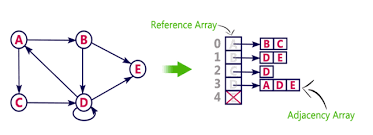 Reference Array
A B E C D
0 A B C
1 B D E
2 C D
3 D A D E
4
Adjacency Array